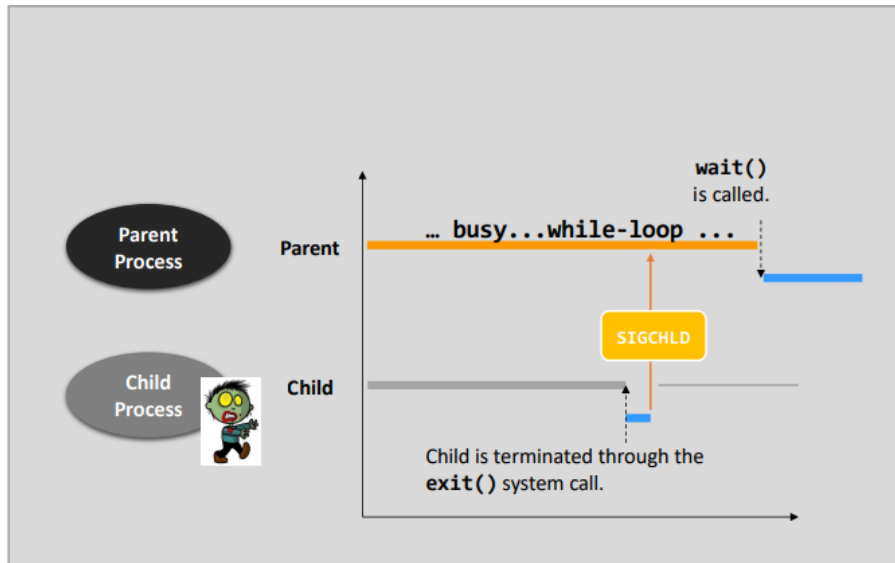 wait()
is called.
… busy...while-loop ...
Parent
Process
Parent
SIGCHLD
Child
Process
Child
Child is terminated through the
exit() system call.